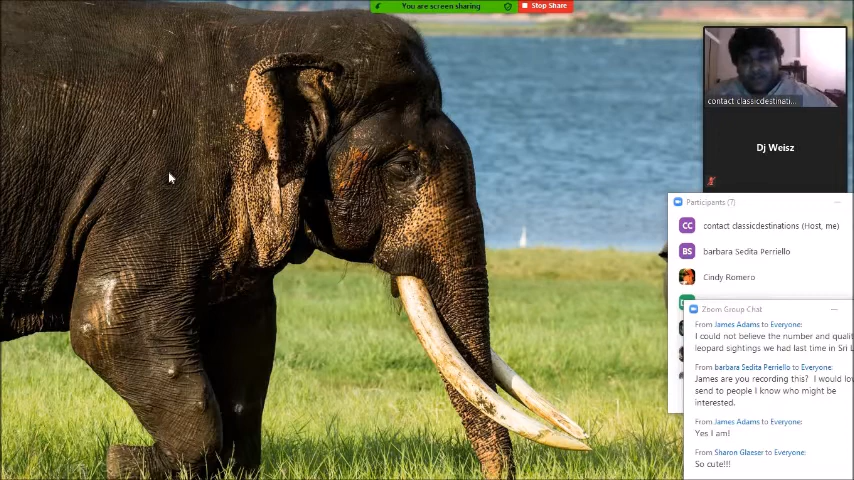 You are screen sharing
Stop Share
contact classicdestinati...
Dj Weisz
Participants (7)
CC
contact classicdestinations (Host, me)
BS
barbara Sedita Perriello
Cindy Romero
Zoom Group Chat
From James Adams to Everyone:
I could not believe the number and
leopard sightings we had last time in Sri
From barbara Sedita Perriello to Everyone:
James are you recording this? I would
send to people I know who might be
interested.
From James Adams to Everyone:
Yes I am!
From Sharon Glaeser to Everyone:
So cute!!!